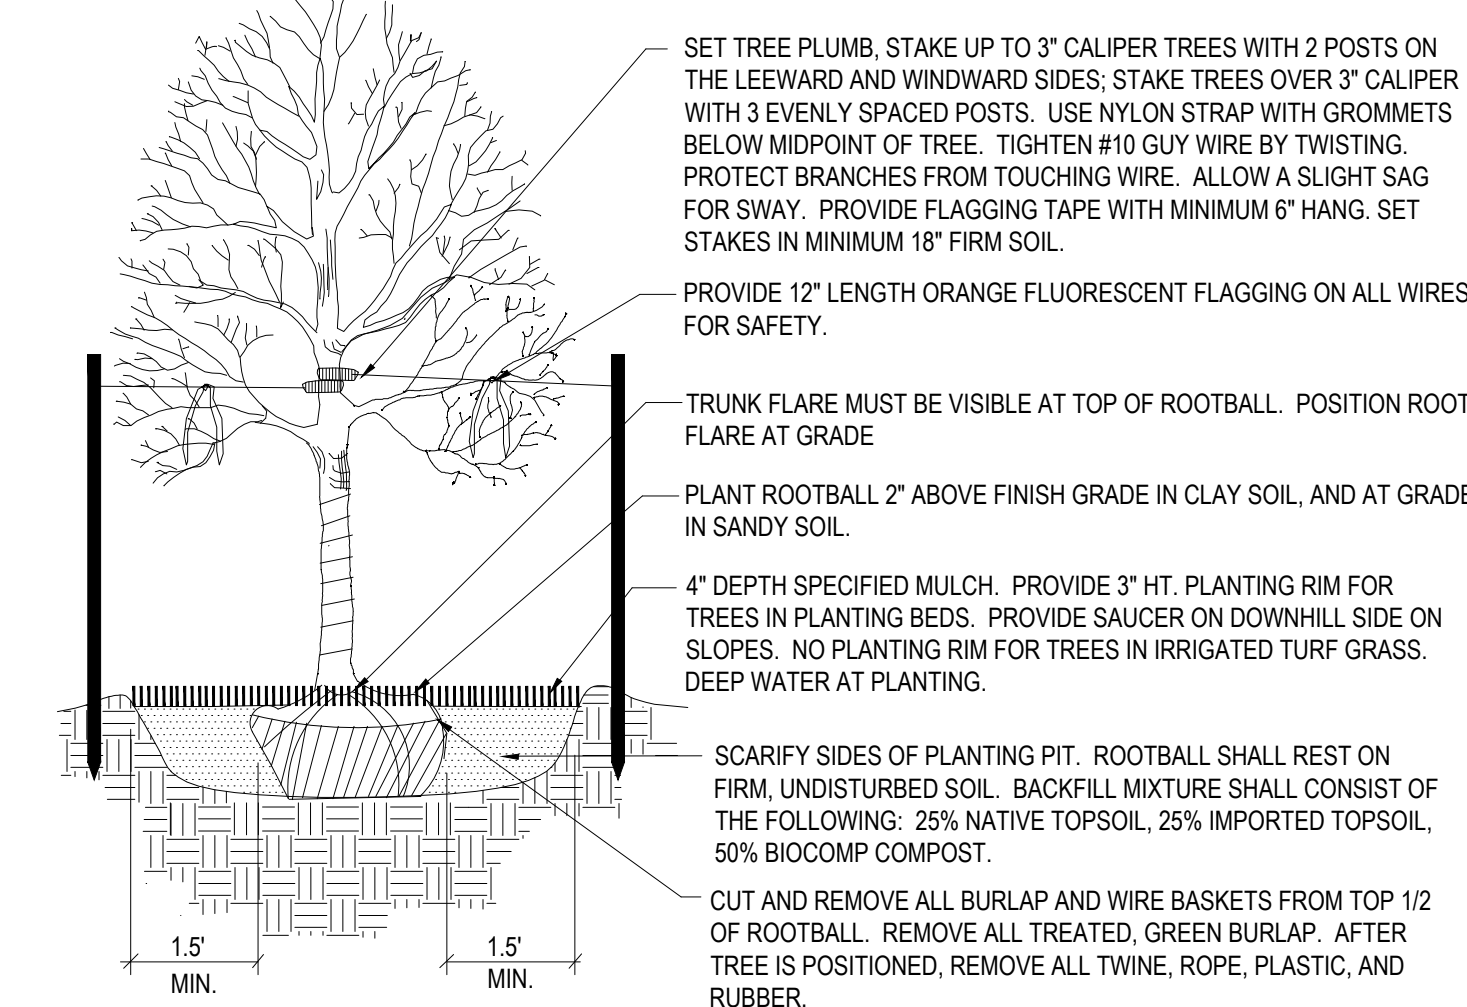 SET TREE PLUMB, STAKE UP TO 3" CALIPER TREES WITH 2 POSTS ON
THE LEEWARD AND WINDWARD SIDES; STAKE TREES OVER 3" CALIPER
WITH 3 EVENLY SPACED POSTS.  USE NYLON STRAP WITH GROMMETS
BELOW MIDPOINT OF TREE.  TIGHTEN #10 GUY WIRE BY TWISTING.
PROTECT BRANCHES FROM TOUCHING WIRE.  ALLOW A SLIGHT SAG
FOR SWAY.  PROVIDE FLAGGING TAPE WITH MINIMUM 6" HANG. SET
STAKES IN MINIMUM 18" FIRM SOIL.
PROVIDE 12" LENGTH ORANGE FLUORESCENT FLAGGING ON ALL WIRES
FOR SAFETY.
TRUNK FLARE MUST BE VISIBLE AT TOP OF ROOTBALL.  POSITION ROOT
FLARE AT GRADE
PLANT ROOTBALL 2" ABOVE FINISH GRADE IN CLAY SOIL, AND AT GRADE
IN SANDY SOIL.
4" DEPTH SPECIFIED MULCH.  PROVIDE 3" HT. PLANTING RIM FOR
TREES IN PLANTING BEDS.  PROVIDE SAUCER ON DOWNHILL SIDE ON
SLOPES.  NO PLANTING RIM FOR TREES IN IRRIGATED TURF GRASS.
DEEP WATER AT PLANTING.
SCARIFY SIDES OF PLANTING PIT.  ROOTBALL SHALL REST ON
FIRM, UNDISTURBED SOIL.  BACKFILL MIXTURE SHALL CONSIST OF
THE FOLLOWING:  25% NATIVE TOPSOIL, 25% IMPORTED TOPSOIL,
50% BIOCOMP COMPOST.
CUT AND REMOVE ALL BURLAP AND WIRE BASKETS FROM TOP 1/2
OF ROOTBALL.  REMOVE ALL TREATED, GREEN BURLAP.  AFTER
TREE IS POSITIONED, REMOVE ALL TWINE, ROPE, PLASTIC, AND
RUBBER.
1.5'
MIN.
1.5'
MIN.